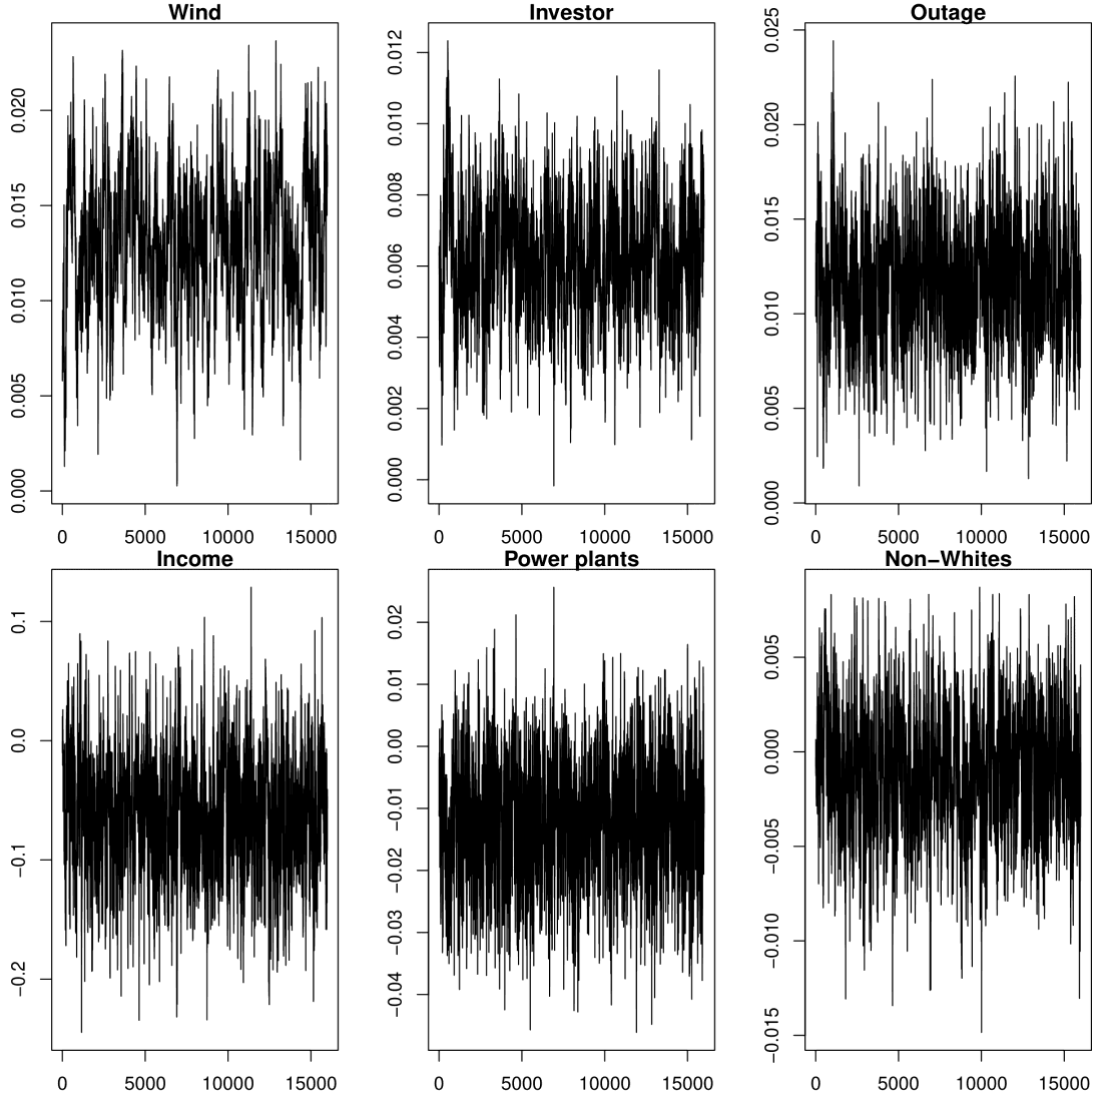 Wind
0.000 0.005 0.010 0.015 0.020
0 5000 10000 15000
Investor
0.000 0.002 0.004 0.006 0.008 0.010 0.012
0 5000 10000 15000
Outage
0.000 0.005 0.010 0.015 0.020 0.025
0 5000 10000 15000
Income
−0.2 −0.1 0.0 0.1
0 5000 10000 15000
Power plants
−0.04 −0.03 −0.02 −0.01 0.00 0.01 0.02
0 5000 10000 15000
Non−Whites
−0.015 −0.010 −0.005 0.000 0.005
0 5000 10000 15000